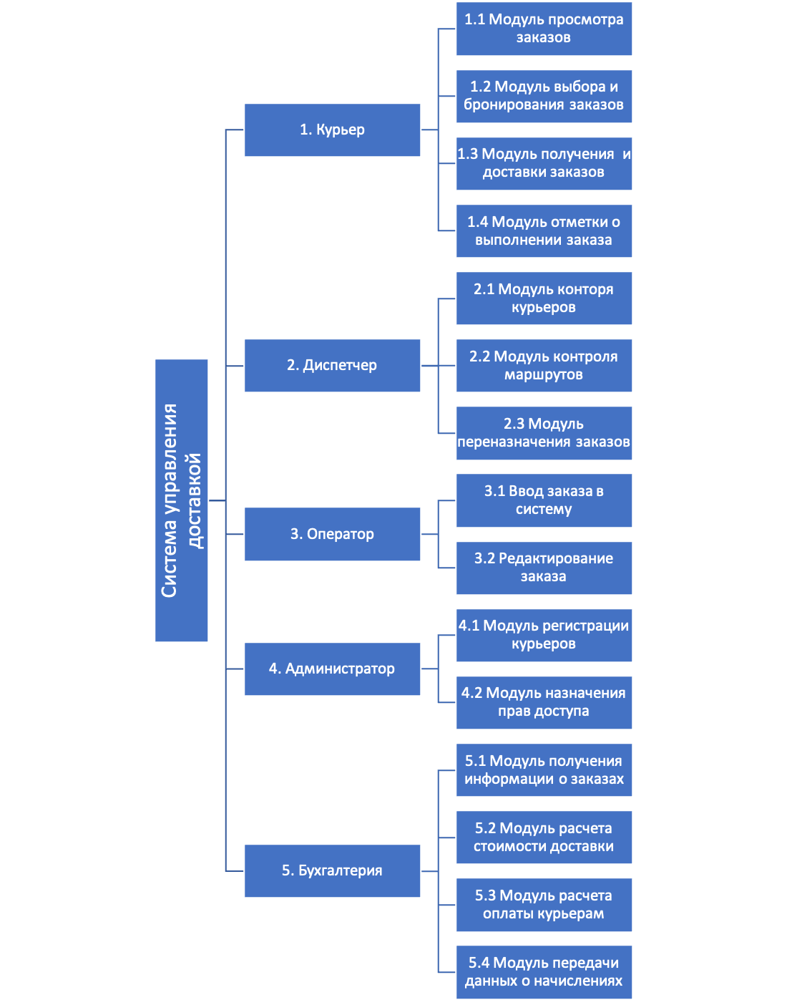 Система управления
доставкой
1. Курьер
1.1 Модуль просмотра
заказов
1.2 Модуль выбора и
бронирования заказов
1.3 Модуль получения  и
доставки заказов
1.4 Модуль отметки о
выполнении заказа
2. Диспетчер
2.1 Модуль конторя
курьеров
2.2 Модуль контроля
маршрутов
2.3 Модуль
переназначения заказов
3. Оператор
3.1 Ввод заказа в
систему
3.2 Редактирование
заказа
4. Администратор
4.1 Модуль регистрации
курьеров
4.2 Модуль назначения
прав доступа
5. Бухгалтерия
5.1 Модуль получения
информации о заказах
5.2 Модуль расчета
стоимости доставки
5.3 Модуль расчета
оплаты курьерам
5.4 Модуль передачи
данных о начислениях